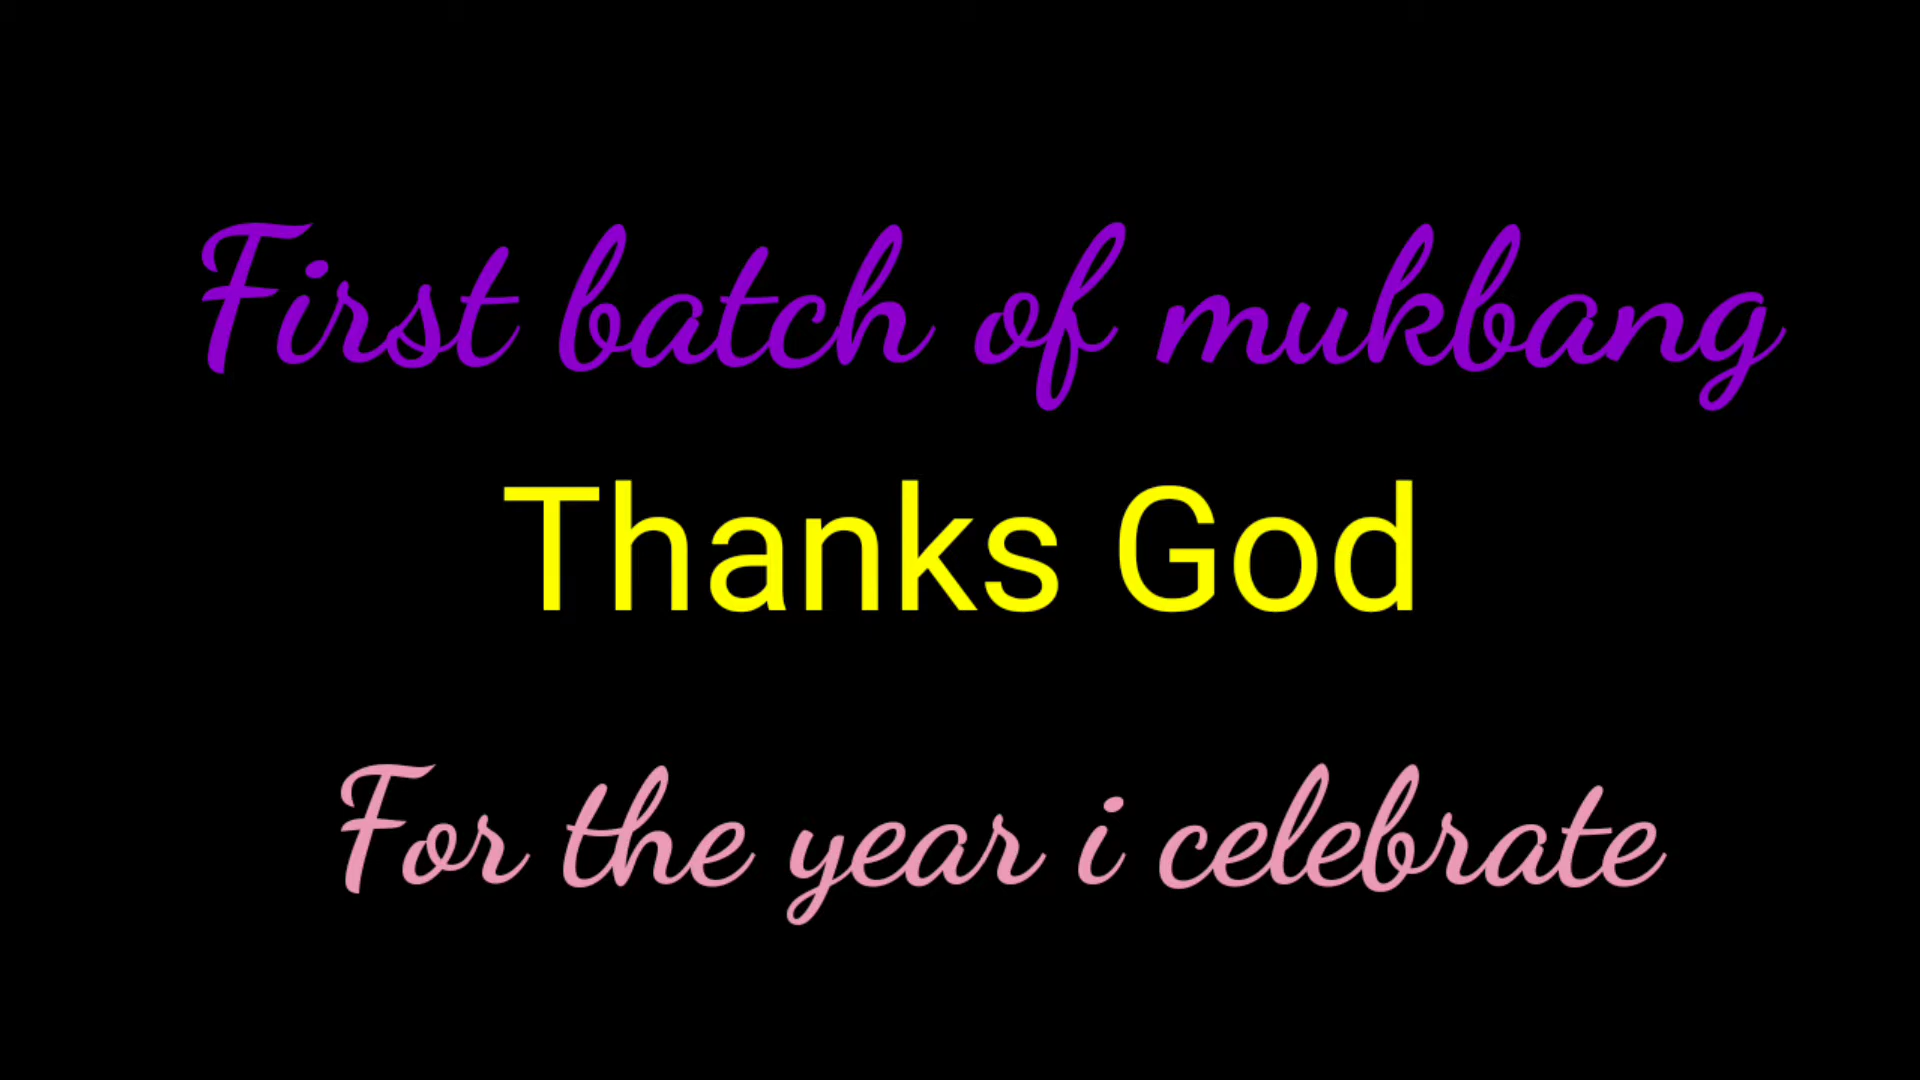 First batch of mukbang
Thanks God
For the year i celebrate